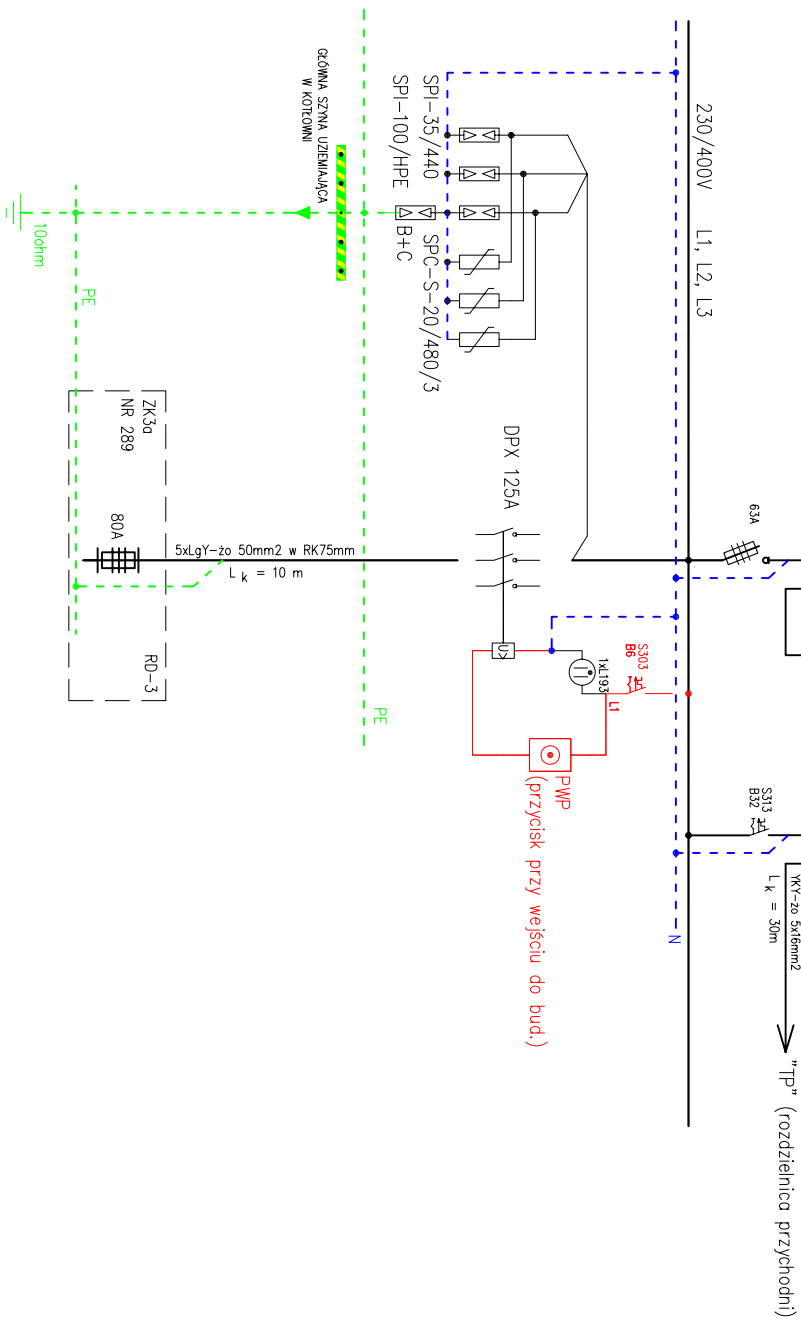 230/400V L1, L2, L3
63A
SPI-35/440
SPI-100/HPE
B+C
SPC-S-20/480/3
GŁÓWNA SZYNA UZIEMIAJĄCA
W KOTŁOWNI
10ohm
PE
ZK3a
NR 289
80A
RD-3
5xLgY-żo 50mm2 w RK75mm
L k = 10 m
PE
DPX 125A
U>
1xL193
L1
S303
B6
PWP
(przycisk przy wejściu do bud.)
N
S313
B32
YKY-żo 5x16mm2
L k = 30m
"TP" (rozdzielnica przychodni)